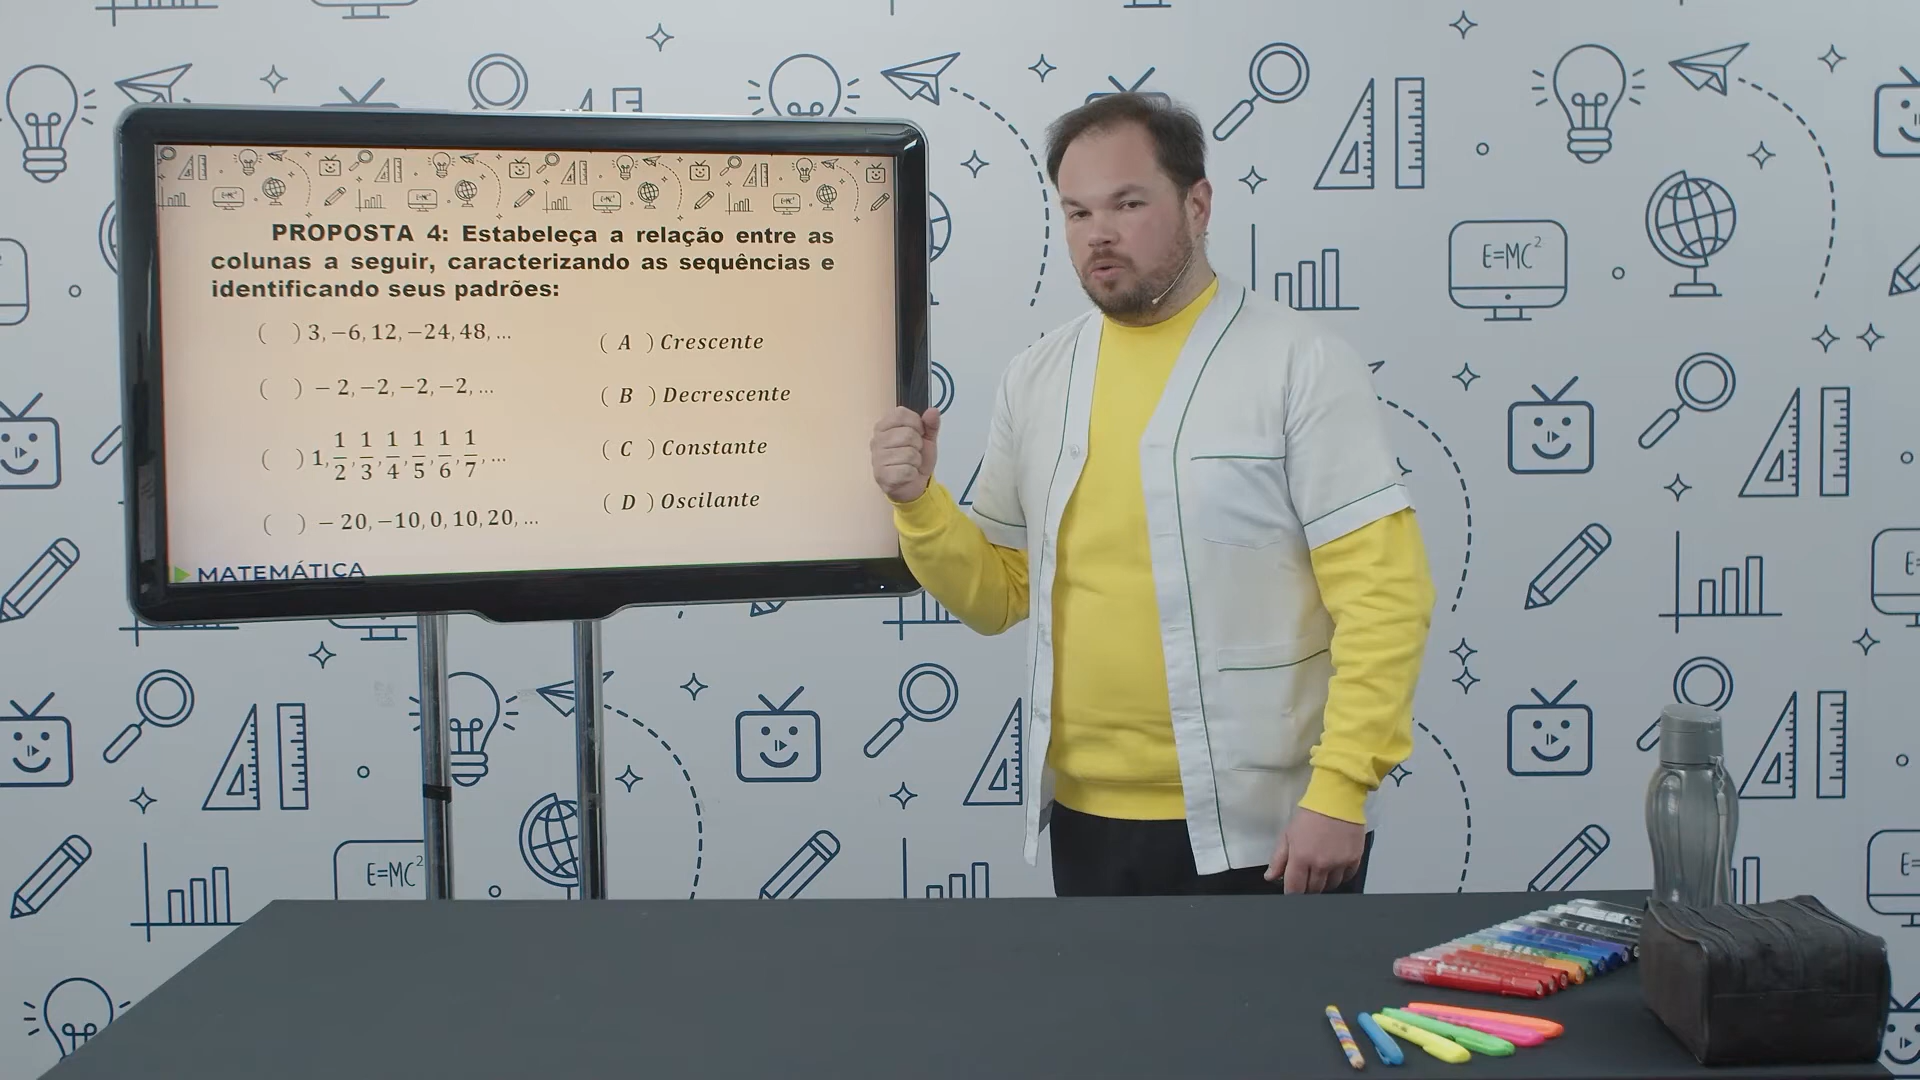 PROPOSTA 4: Estabeleça a relação entre as
colunas a seguir, caracterizando as sequências e
identificando seus padrões:
( ) 3, −6, 12, −24, 48, ...
( ) − 2, −2, −2, −2, ...
( ) 1, 1/2, 1/3, 1/4, 1/5, 1/6, 1/7, ...
( ) − 20, −10, 0, 10, 20, ...
( A ) Crescente
( B ) Decrescente
( C ) Constante
( D ) Oscilante
MATEMÁTICA
E=MC²
E=MC²